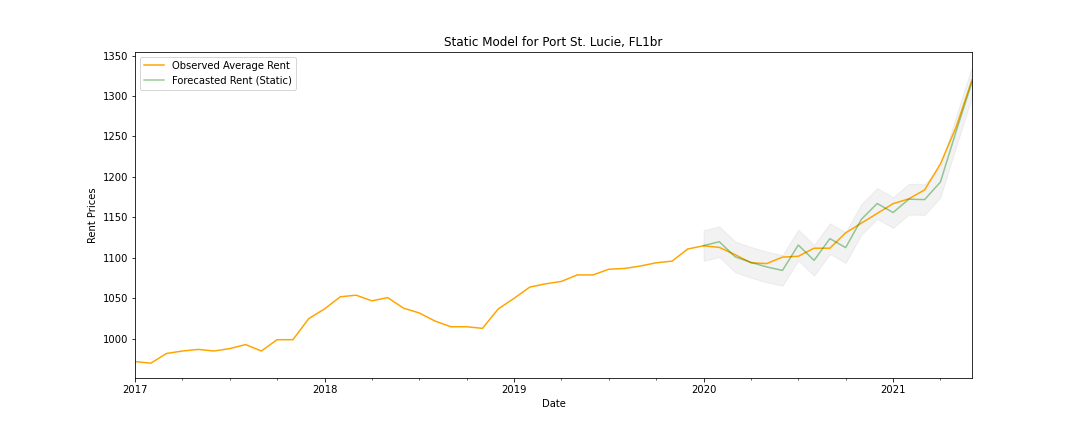 Static Model for Port St. Lucie, FL1br
Observed Average Rent
Forecasted Rent (Static)
1350
1300
1250
1200
1150
1100
1050
1000
Rent Prices
2017 2018 2019 2020 2021
Date